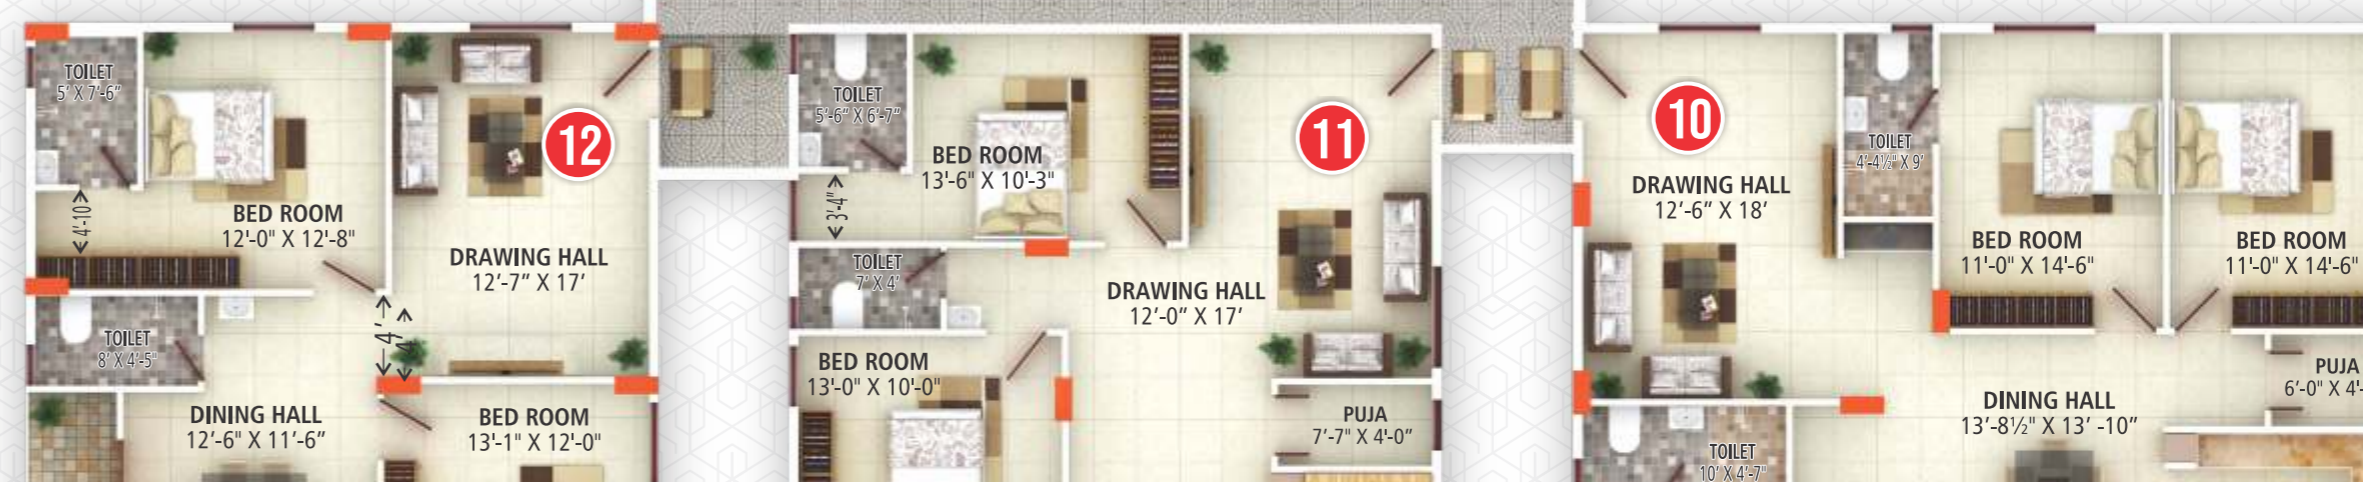 TOILET
5' X 7'-6"
4'-10
BED ROOM
12'-0" X 12'-8"
12
DRAWING HALL
12'-7" X 17'
TOILET
8' X 4'-5"
4'
4'
DINING HALL
12'-6" X 11'-6"
BED ROOM
13'-1" X 12'-0"
TOILET
5'-6" X 6'-7"
3'-4"
BED ROOM
13'-6" X 10'-3"
11
TOILET
7' X 4'
DRAWING HALL
12'-0" X 17'
BED ROOM
13'-0" X 10'-0"
PUJA
7'-7" X 4'-0"
10
DRAWING HALL
12'-6" X 18'
TOILET
4'-4½" X 9'
BED ROOM
11'-0" X 14'-6"
BED ROOM
11'-0" X 14'-6"
PUJA
6'-0" X 4'-
DINING HALL
13'-8½" X 13' -10"
TOILET
10' X 4'-7"